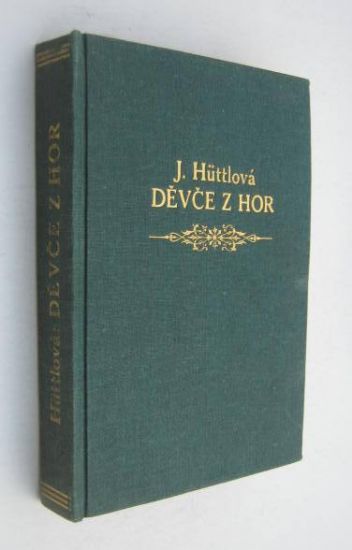 J. Hüttlová
DĚVČE Z HOR
Hüttlová: DĚVČE Z HOR